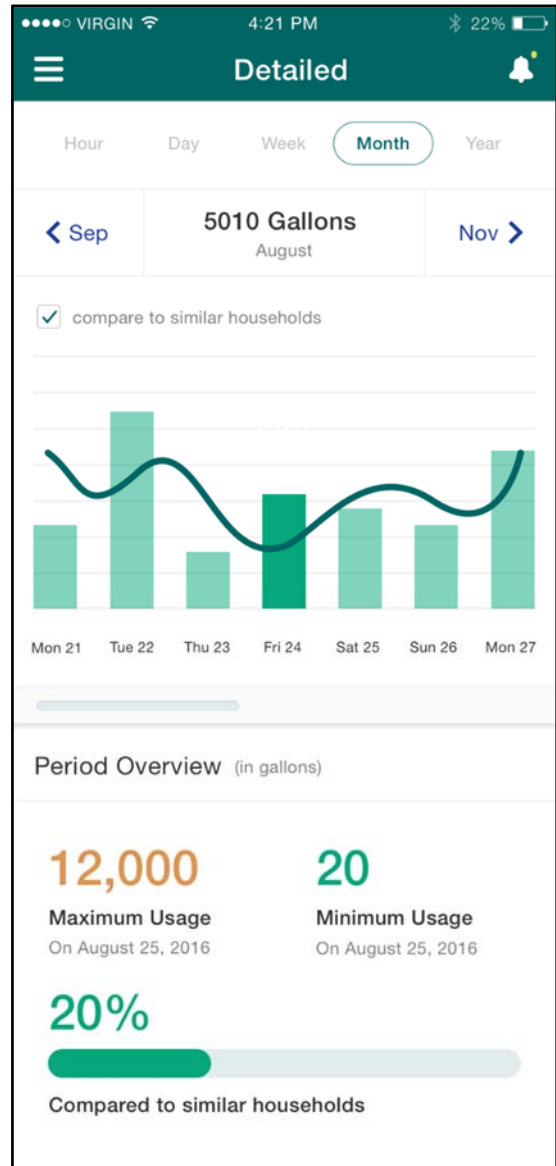 VIRGIN 4:21 PM 22%
Detailed
Hour Day Week Month Year
Sep 5010 Gallons Nov
August
compare to similar households
Mon 21 Tue 22 Thu 23 Fri 24 Sat 25 Sun 26 Mon 27
Period Overview (in gallons)
12,000 20
Maximum Usage Minimum Usage
On August 25, 2016 On August 25, 2016
20%
Compared to similar households